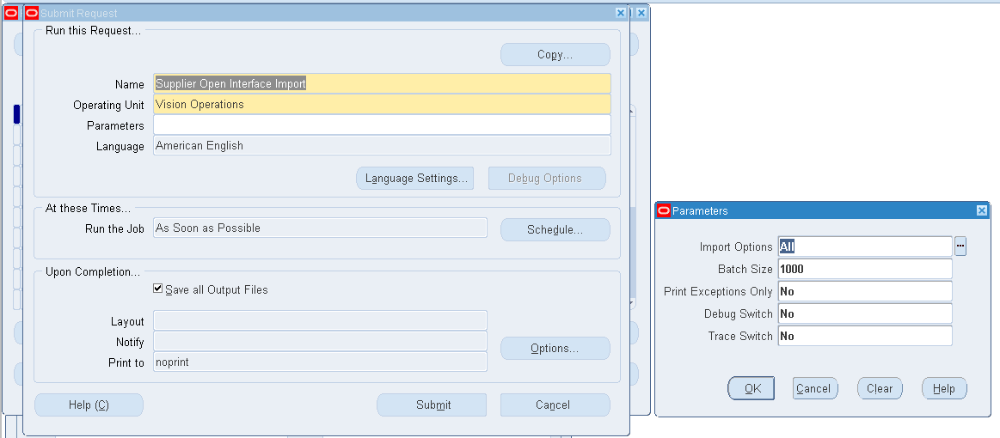 Submit Request
Run this Request...
Copy...
Name Supplier Open Interface Import
Operating Unit Vision Operations
Parameters
Language American English
Language Settings... Debug Options
At these Times...
Run the Job As Soon as Possible Schedule...
Upon Completion...
Save all Output Files
Layout
Notify
Options...
Print to noprint
Help (C) Submit Cancel
Parameters
Import Options All ...
Batch Size 1000
Print Exceptions Only No
Debug Switch No
Trace Switch No
OK Cancel Clear Help